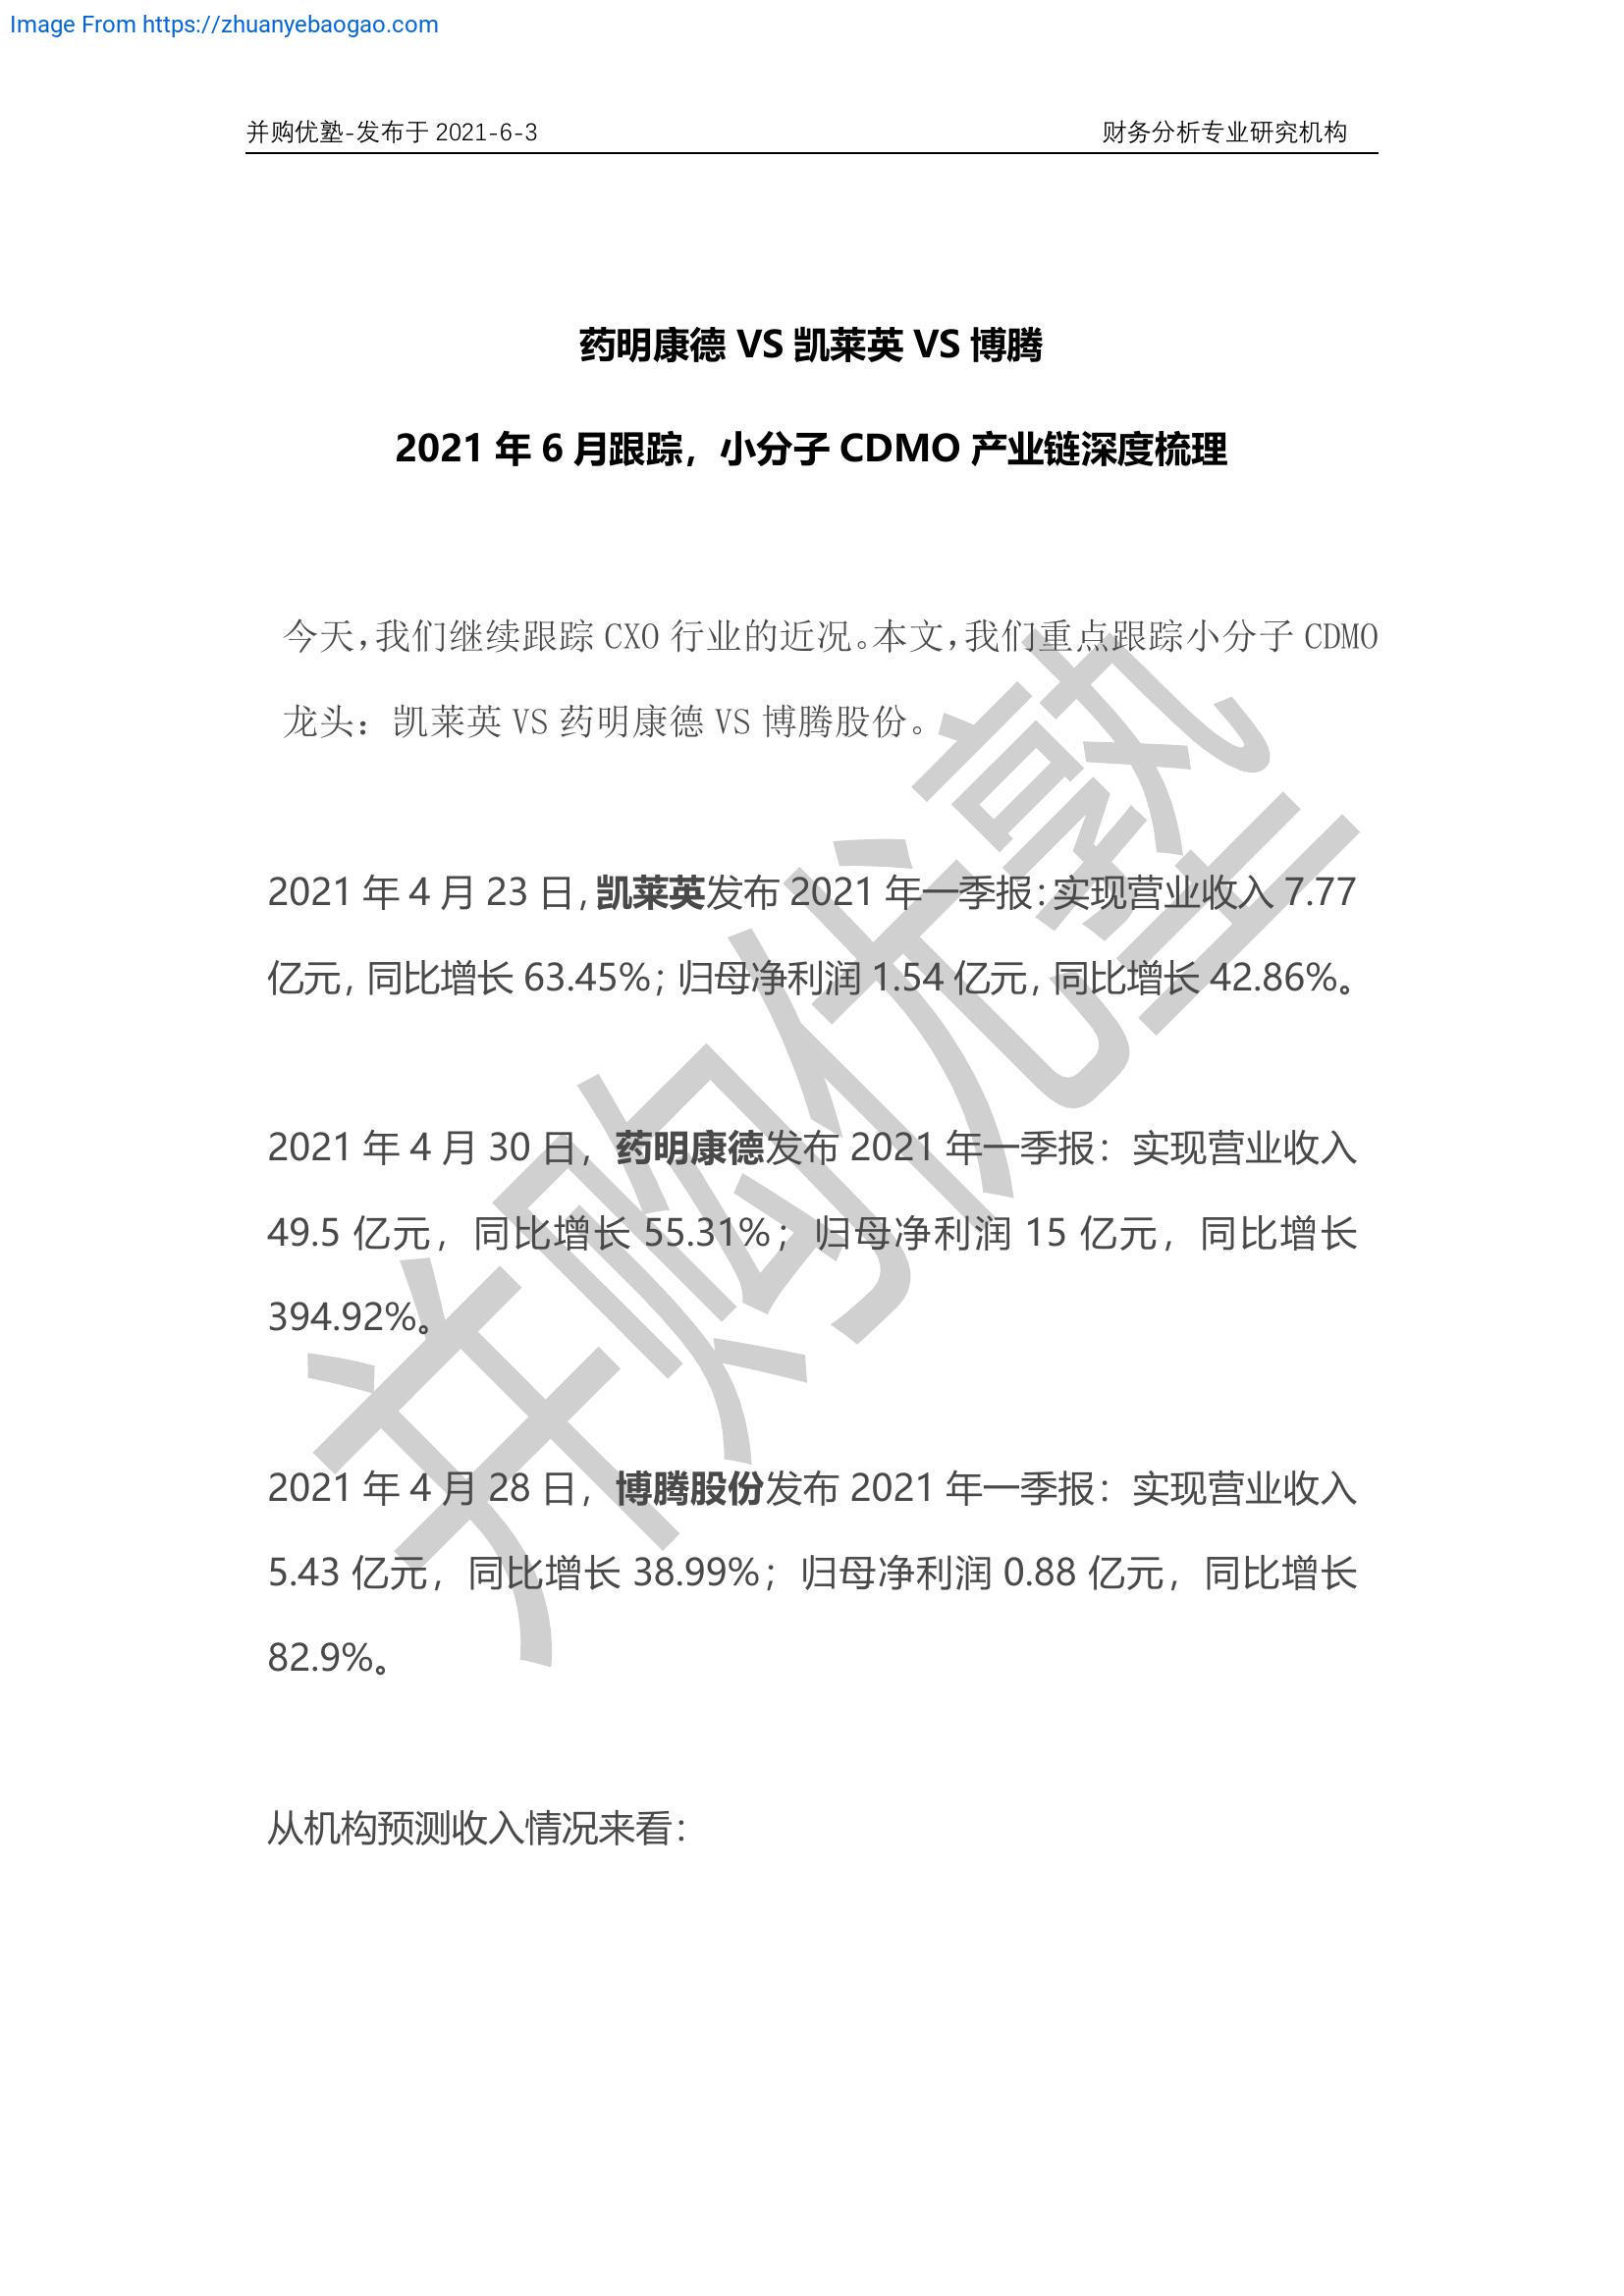 Image From https://zhuanyebaogao.com
并购优塾-发布于 2021-6-3 财务分析专业研究机构
药明康德 VS 凯莱英 VS 博腾
2021 年 6 月跟踪，小分子 CDMO 产业链深度梳理
今天，我们继续跟踪 CXO 行业的近况。本文，我们重点跟踪小分子 CDMO
龙头：凯莱英 VS 药明康德 VS 博腾股份。
2021 年 4 月 23 日，凯莱英发布 2021 年一季报：实现营业收入 7.77
亿元，同比增长 63.45%；归母净利润 1.54 亿元，同比增长 42.86%。
2021 年 4 月 30 日，药明康德发布 2021 年一季报：实现营业收入
49.5 亿元，同比增长 55.31%；归母净利润 15 亿元，同比增长
394.92%。
2021 年 4 月 28 日，博腾股份发布 2021 年一季报：实现营业收入
5.43 亿元，同比增长 38.99%；归母净利润 0.88 亿元，同比增长
82.9%。
从机构预测收入情况来看：
并购优塾